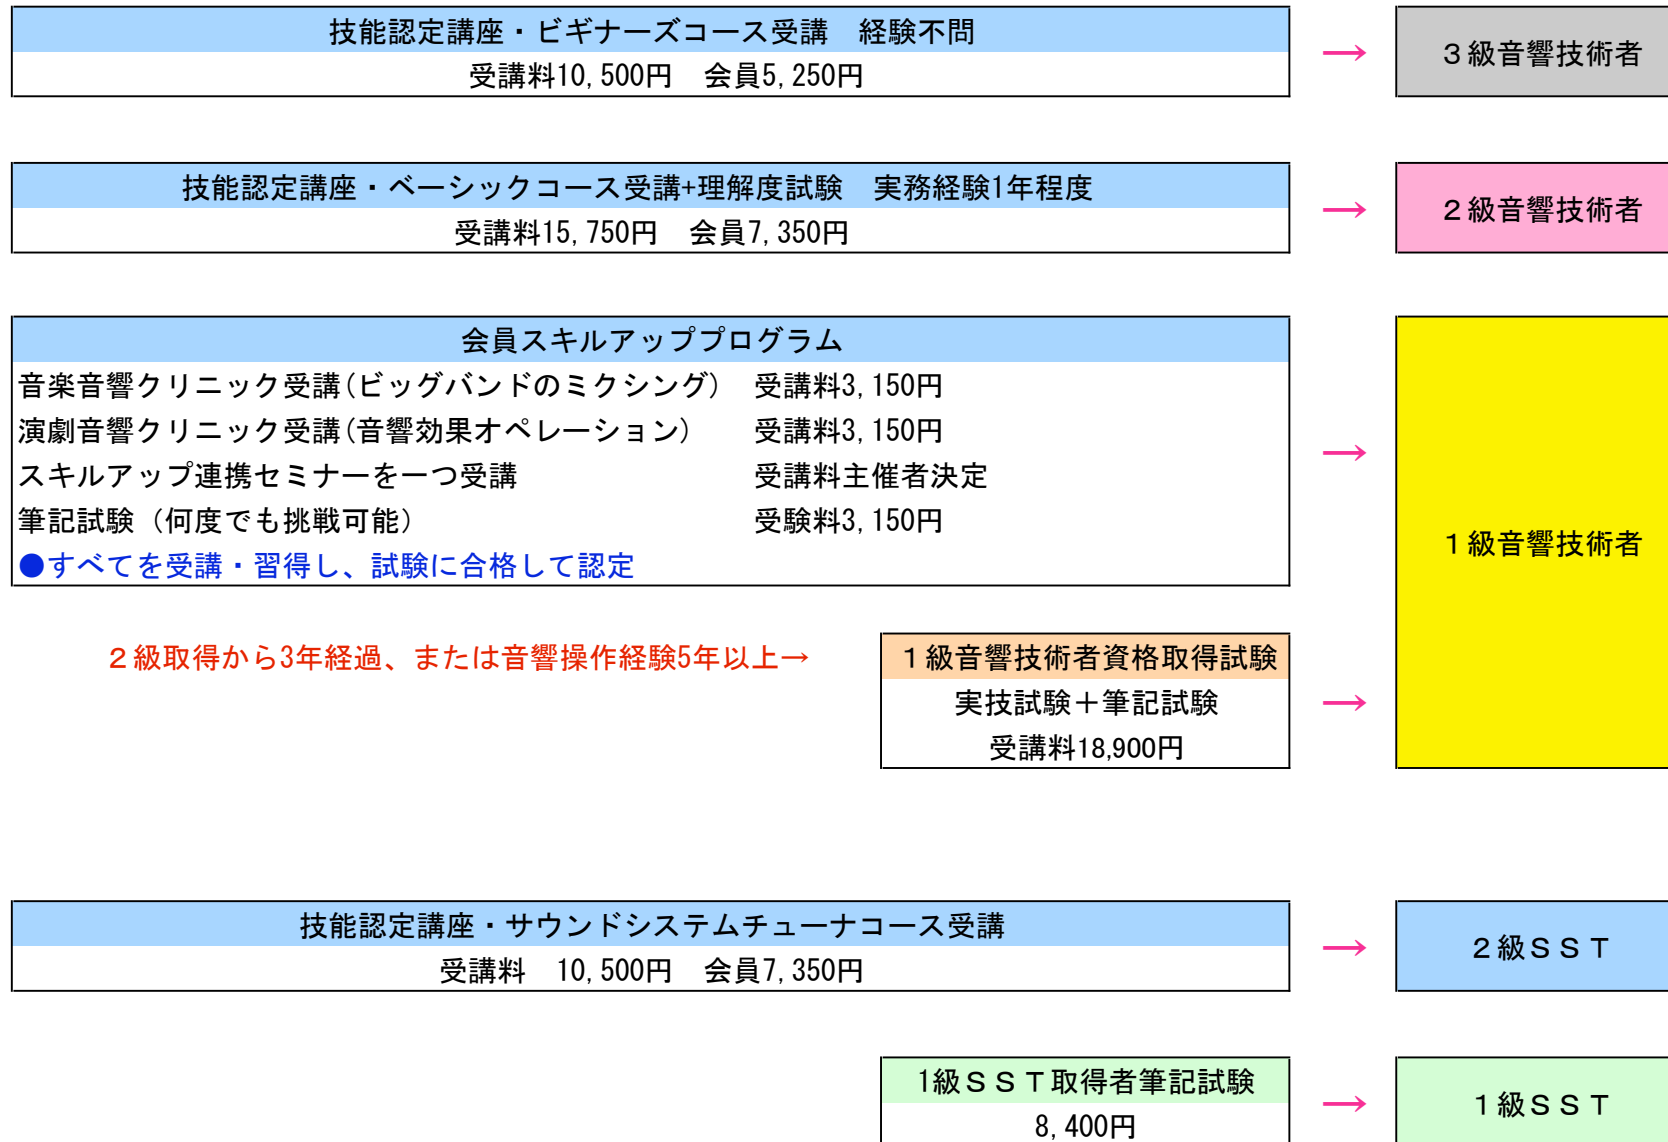 技能認定講座・ビギナーズコース受講　経験不問
受講料10,500円　会員5,250円
→
３級音響技術者
技能認定講座・ベーシックコース受講+理解度試験　実務経験1年程度
受講料15,750円　会員7,350円
→
２級音響技術者
会員スキルアッププログラム
音楽音響クリニック受講(ビッグバンドのミクシング)　受講料3,150円
演劇音響クリニック受講(音響効果オペレーション)　受講料3,150円
スキルアップ連携セミナーを一つ受講　受講料主催者決定
筆記試験（何度でも挑戦可能）　受験料3,150円
●すべてを受講・習得し、試験に合格して認定
→
１級音響技術者
２級取得から3年経過、または音響操作経験5年以上→
１級音響技術者資格取得試験
実技試験＋筆記試験
受講料18,900円
→
技能認定講座・サウンドシステムチューナコース受講
受講料　10,500円　会員7,350円
→
２級ＳＳＴ
1級ＳＳＴ取得者筆記試験
8,400円
→
１級ＳＳＴ